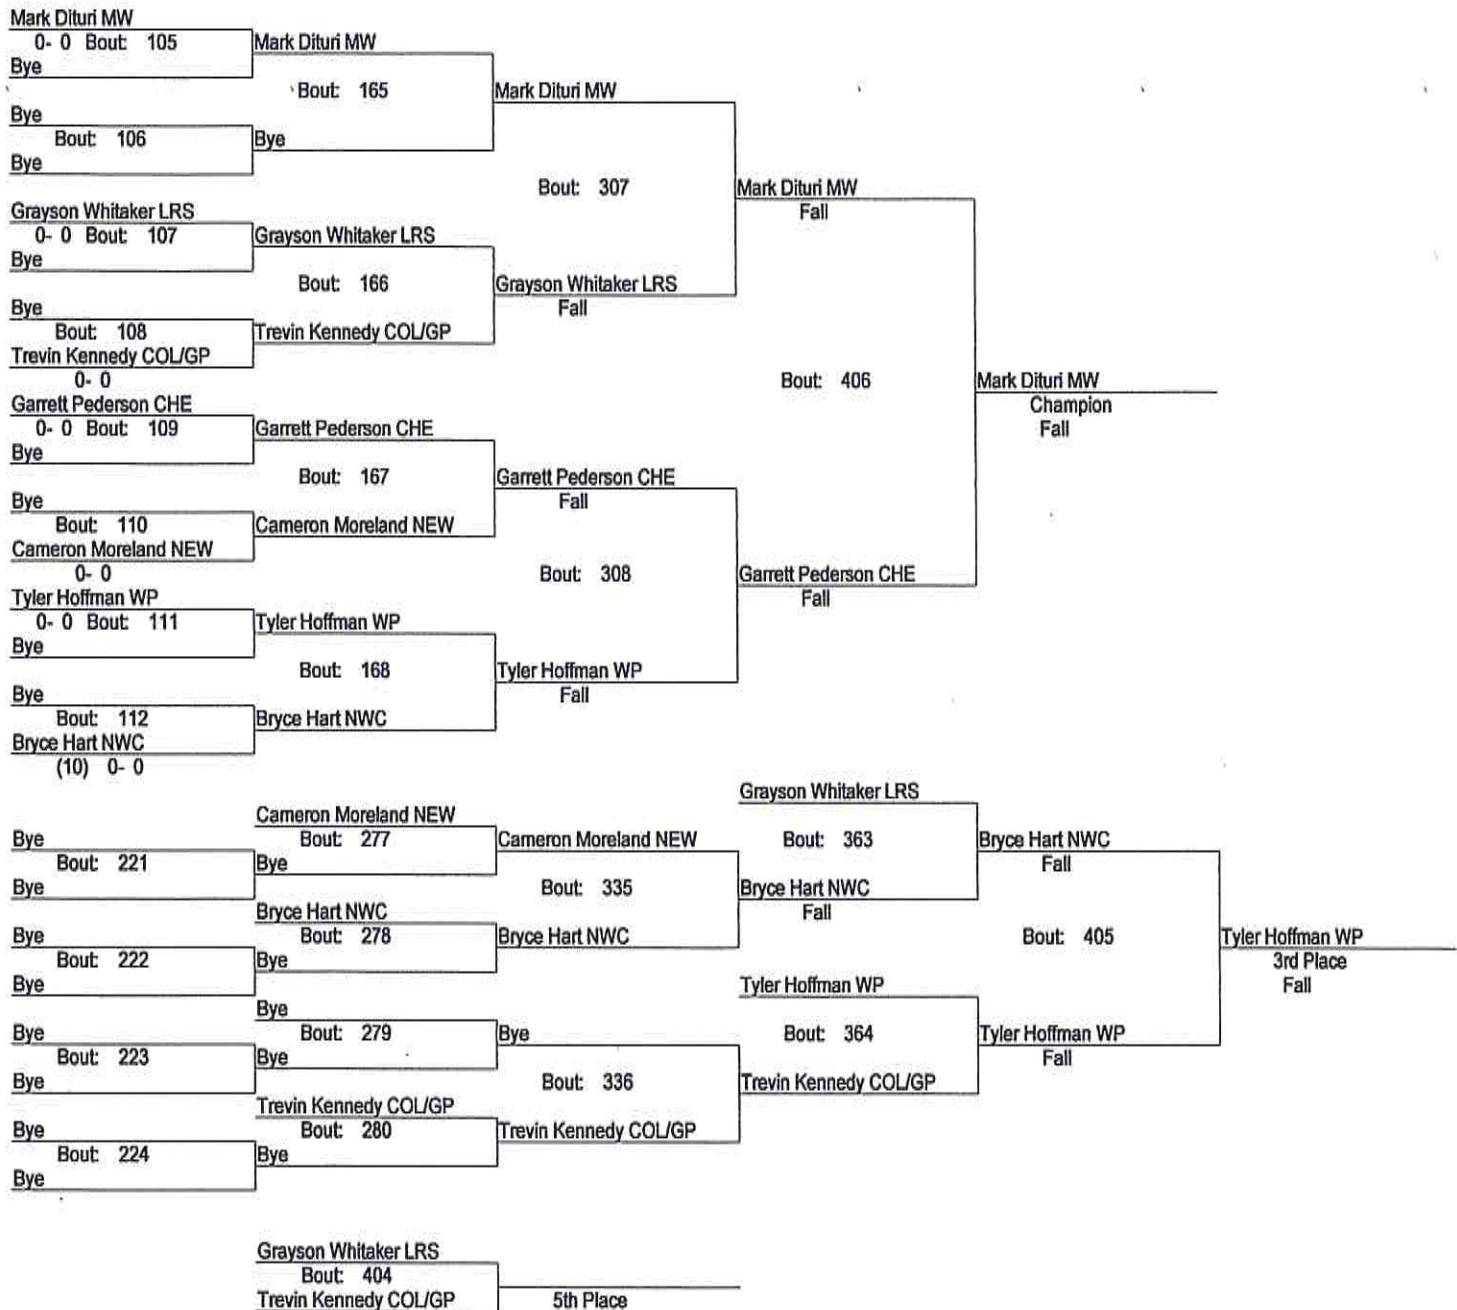 Mark Dituri MW
0- 0 Bout: 105
Bye
Mark Dituri MW
Bout: 165
Mark Dituri MW
Bye
Bout: 106
Bye
Bye
Bout: 307
Mark Dituri MW
Fall
Grayson Whitaker LRS
0- 0 Bout: 107
Bye
Grayson Whitaker LRS
Bout: 166
Grayson Whitaker LRS
Fall
Bye
Bout: 108
Trevin Kennedy COL/GP
Trevin Kennedy COL/GP
0- 0
Bout: 406
Mark Dituri MW
Champion
Fall
Garrett Pederson CHE
0- 0 Bout: 109
Bye
Garrett Pederson CHE
Bout: 167
Garrett Pederson CHE
Fall
Bye
Bout: 110
Cameron Moreland NEW
Cameron Moreland NEW
0- 0
Bout: 308
Garrett Pederson CHE
Fall
Tyler Hoffman WP
0- 0 Bout: 111
Bye
Tyler Hoffman WP
Bout: 168
Tyler Hoffman WP
Fall
Bye
Bout: 112
Bryce Hart NWC
Bryce Hart NWC
(10) 0- 0
Grayson Whitaker LRS
Cameron Moreland NEW
Bye
Bout: 277
Cameron Moreland NEW
Bout: 363
Bryce Hart NWC
Fall
Bout: 221
Bye
Bye
Bout: 335
Bryce Hart NWC
Fall
Bryce Hart NWC
Bye
Bout: 278
Bryce Hart NWC
Bout: 405
Tyler Hoffman WP
3rd Place
Fall
Bout: 222
Bye
Bye
Tyler Hoffman WP
Bye
Bye
Bout: 279
Bye
Bout: 364
Tyler Hoffman WP
Fall
Bout: 223
Bye
Bye
Bout: 336
Trevin Kennedy COL/GP
Trevin Kennedy COL/GP
Bye
Bout: 280
Trevin Kennedy COL/GP
Bout: 224
Bye
Bye
Grayson Whitaker LRS
Bout: 404
Trevin Kennedy COL/GP
5th Place